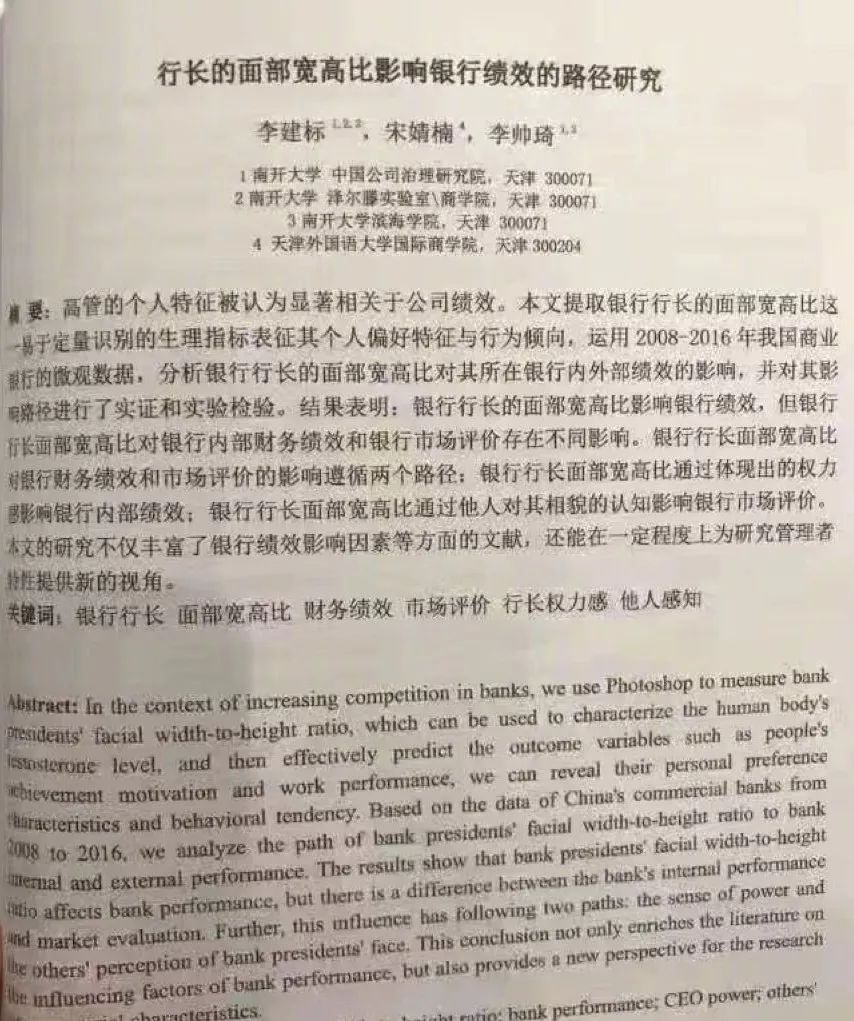 行长的面部宽高比影响银行绩效的路径研究
李建标1,2,3，宋婧楠4，李帅琦1,3
1 南开大学 中国公司治理研究院，天津 300071
2 南开大学 泽尔滕实验室\商学院，天津 300071
3 南开大学滨海学院，天津 300071
4 天津外国语大学国际商学院，天津300204
摘 要：高管的个人特征被认为显著相关于公司绩效。本文提取银行行长的面部宽高比这
一易于定量识别的生理指标表征其个人偏好特征与行为倾向，运用 2008-2016 年我国商业
银行的微观数据，分析银行行长的面部宽高比对其所在银行内外部绩效的影响，并对其影
响路径进行了实证和实验检验。结果表明：银行行长的面部宽高比影响银行绩效，但银行
行长面部宽高比对银行内部财务绩效和银行市场评价存在不同影响。银行行长面部宽高比
对银行财务绩效和市场评价的影响遵循两个路径：银行行长面部宽高比通过体现出的权力
感影响银行内部绩效；银行行长面部宽高比通过他人对其相貌的认知影响银行市场评价。
本文的研究不仅丰富了银行绩效影响因素等方面的文献，还能在一定程度上为研究管理者
特性提供新的视角。
关键词：银行行长 面部宽高比 财务绩效 市场评价 行长权力感 他人感知
Abstract: In the context of increasing competition in banks, we use Photoshop to measure bank
presidents' facial width-to-height ratio, which can be used to characterize the human body's
testosterone level, and then effectively predict the outcome variables such as people's
achievement motivation and work performance, we can reveal their personal preference
characteristics and behavioral tendency. Based on the data of China's commercial banks from
2008 to 2016, we analyze the path of bank presidents' facial width-to-height ratio to bank
internal and external performance. The results show that bank presidents' facial width-to-height
ratio affects bank performance, but there is a difference between the bank's internal performance
and market evaluation. Further, this influence has following two paths: the sense of power and
the others' perception of bank presidents' face. This conclusion not only enriches the literature on
the influencing factors of bank performance, but also provides a new perspective for the research
characteristics.
ratio; bank performance; CEO power; others'